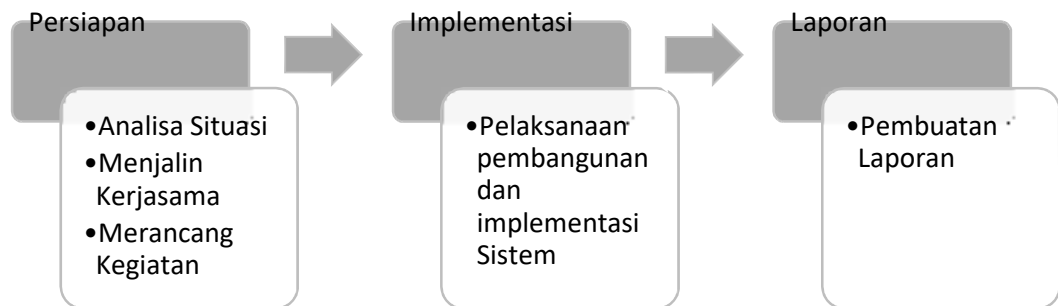 Persiapan
•Analisa Situasi
•Menjalin
Kerjasama
•Merancang
Kegiatan
Implementasi
•Pelaksanaan
pembangunan
dan
implementasi
Sistem
Laporan
•Pembuatan
Laporan